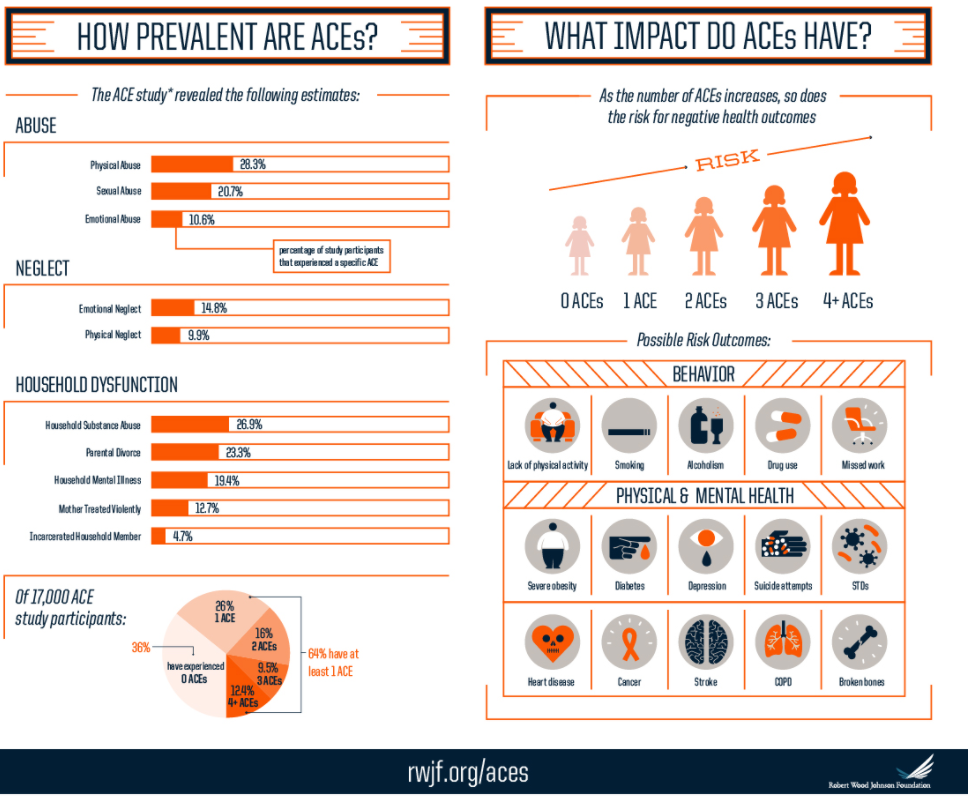 HOW PREVALENT ARE ACEs?
The ACE study* revealed the following estimates:
ABUSE
Physical Abuse 28.3%
Sexual Abuse 20.7%
Emotional Abuse 10.6%
percentage of study participants
that experienced a specific ACE
NEGLECT
Emotional Neglect 14.8%
Physical Neglect 9.9%
HOUSEHOLD DYSFUNCTION
Household Substance Abuse 26.9%
Parental Divorce 23.3%
Household Mental Illness 19.4%
Mother Treated Violently 12.7%
Incarcerated Household Member 4.7%
Of 17,000 ACE
study participants:
36%
have experienced
0 ACEs
26%
1 ACE
16%
2 ACEs
9.5%
3 ACEs
12.4%
4+ ACEs
64% have at
least 1 ACE
WHAT IMPACT DO ACEs HAVE?
As the number of ACEs increases, so does
the risk for negative health outcomes
RISK
0 ACEs 1 ACE 2 ACEs 3 ACEs 4+ ACEs
Possible Risk Outcomes:
BEHAVIOR
Lack of physical activity Smoking Alcoholism Drug use Missed work
PHYSICAL & MENTAL HEALTH
Severe obesity Diabetes Depression Suicide attempts STDs
Heart disease Cancer Stroke COPD Broken bones
rwjf.org/aces
Robert Wood Johnson Foundation